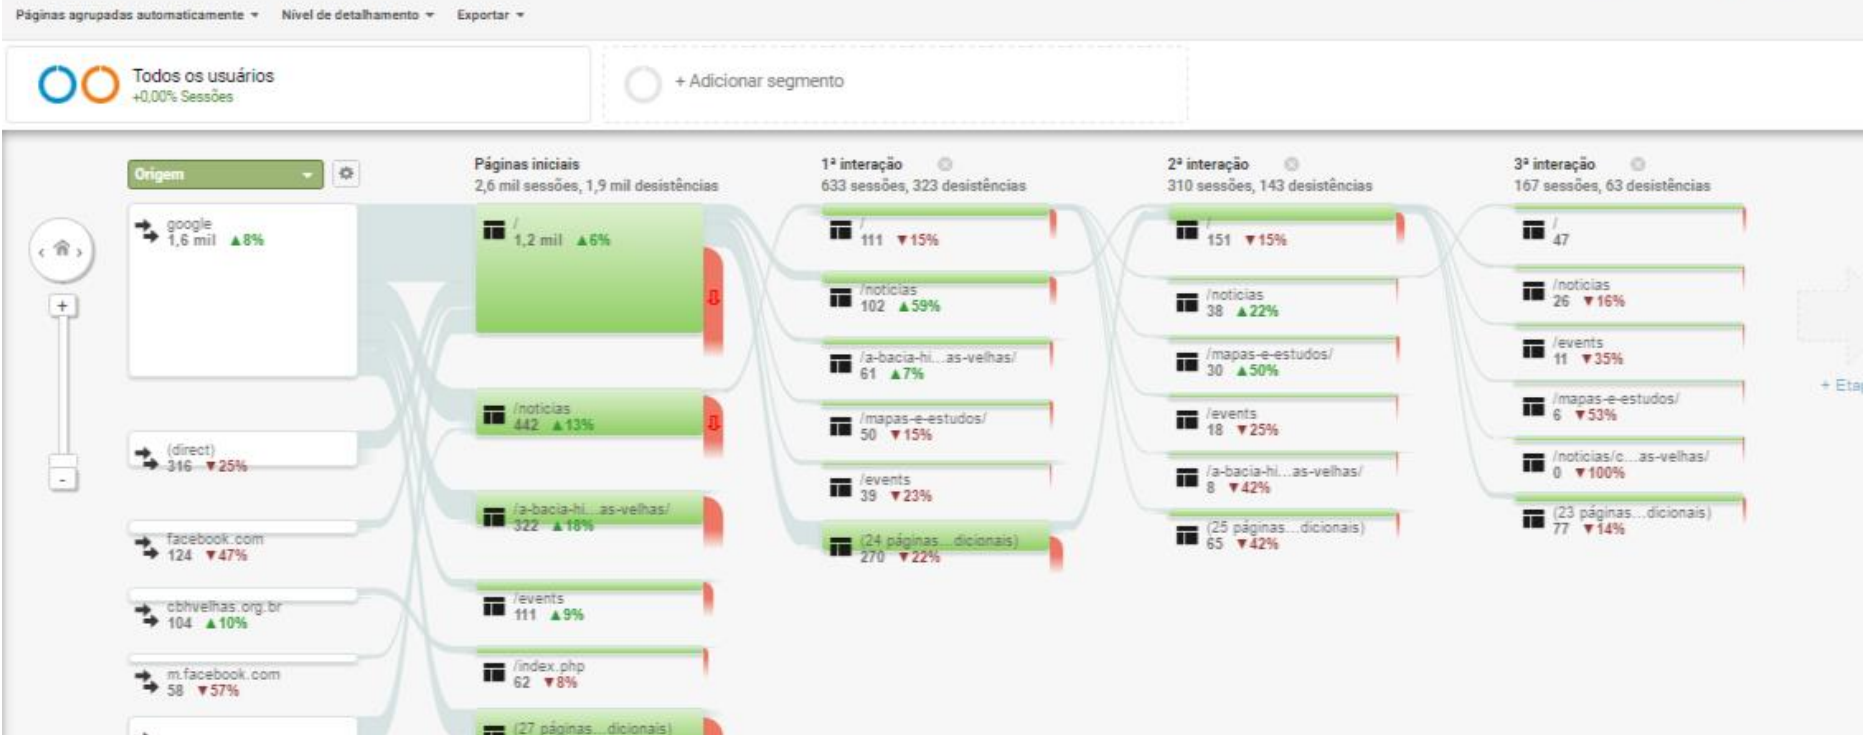 Páginas agrupadas automaticamente Nível de detalhamento Exportar
Todos os usuários
+0,00% Sessões
+ Adicionar segmento
Origem
google
1,6 mil ▲8%
(direct)
316 ▼25%
facebook.com
124 ▼47%
cbhvelhas.org.br
104 ▲10%
m.facebook.com
58 ▼57%
+
-
Páginas iniciais
2,6 mil sessões, 1,9 mil desistências
/
1,2 mil ▲6%
/noticias
442 ▲13%
/a-bacia-hi...as-velhas/
322 ▲18%
/events
111 ▲9%
/index.php
62 ▼8%
(27 páginas...dicionais)
1ª interação
633 sessões, 323 desistências
/
111 ▼15%
/noticias
102 ▲59%
/a-bacia-hi...as-velhas/
61 ▲7%
/mapas-e-estudos/
50 ▼15%
/events
39 ▼23%
(24 páginas...dicionais)
270 ▼22%
2ª interação
310 sessões, 143 desistências
/
151 ▼15%
/noticias
38 ▲22%
/mapas-e-estudos/
30 ▲50%
/events
18 ▼25%
/a-bacia-hi...as-velhas/
8 ▼42%
(25 páginas...dicionais)
65 ▼42%
3ª interação
167 sessões, 63 desistências
/
47
/noticias
26 ▼16%
/events
11 ▼35%
/mapas-e-estudos/
6 ▼53%
/noticias/c...as-velhas/
0 ▼100%
(23 páginas...dicionais)
77 ▼14%
+ Eta